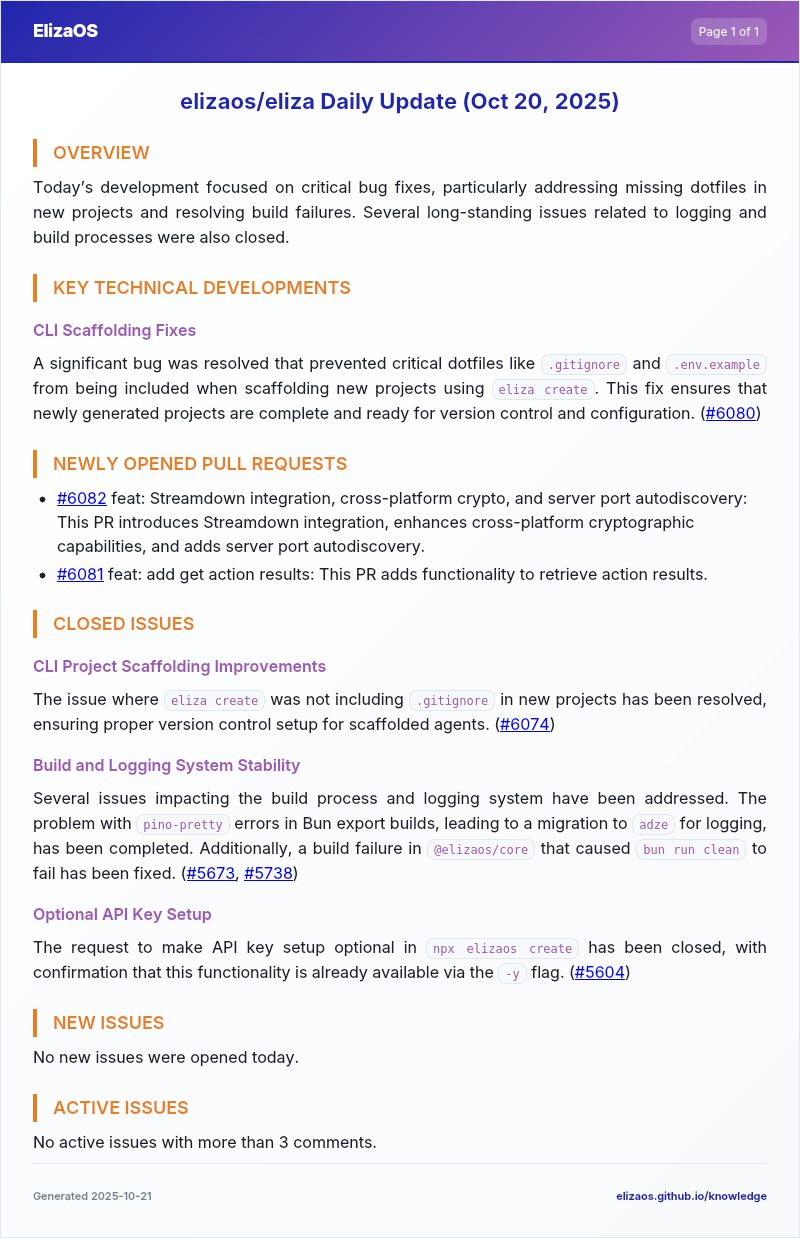 ElizaOS
Page 1 of 1
elizaos/eliza Daily Update (Oct 20, 2025)
OVERVIEW
Today's development focused on critical bug fixes, particularly addressing missing dotfiles in
new projects and resolving build failures. Several long-standing issues related to logging and
build processes were also closed.
KEY TECHNICAL DEVELOPMENTS
CLI Scaffolding Fixes
A significant bug was resolved that prevented critical dotfiles like .gitignore and .env.example
from being included when scaffolding new projects using eliza create. This fix ensures that
newly generated projects are complete and ready for version control and configuration. (#6080)
NEWLY OPENED PULL REQUESTS
• #6082 feat: Streamdown integration, cross-platform crypto, and server port autodiscovery:
This PR introduces Streamdown integration, enhances cross-platform cryptographic
capabilities, and adds server port autodiscovery.
• #6081 feat: add get action results: This PR adds functionality to retrieve action results.
CLOSED ISSUES
CLI Project Scaffolding Improvements
The issue where eliza create was not including .gitignore in new projects has been resolved,
ensuring proper version control setup for scaffolded agents. (#6074)
Build and Logging System Stability
Several issues impacting the build process and logging system have been addressed. The
problem with pino-pretty errors in Bun export builds, leading to a migration to adze for logging,
has been completed. Additionally, a build failure in @elizaos/core that caused bun run clean to
fail has been fixed. (#5673, #5738)
Optional API Key Setup
The request to make API key setup optional in npx elizaos create has been closed, with
confirmation that this functionality is already available via the -y flag. (#5604)
NEW ISSUES
No new issues were opened today.
ACTIVE ISSUES
No active issues with more than 3 comments.
Generated 2025-10-21
elizaos.github.io/knowledge